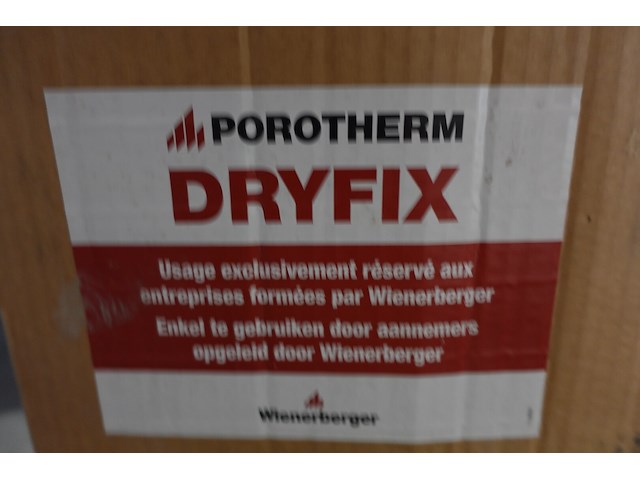 POROTHERM
DRYFIX
Usage exclusivement réservé aux
entreprises formées par Wienerberger
Enkel te gebruiken door aannemers
opgeleid door Wienerberger
Wienerberger